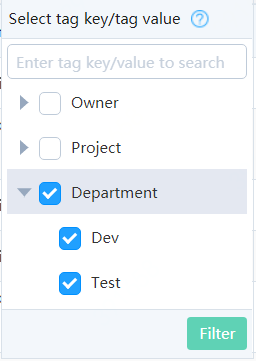 Select tag key/tag value ?
Enter tag key/value to search
Owner
Project
Department
Dev
Test
Filter